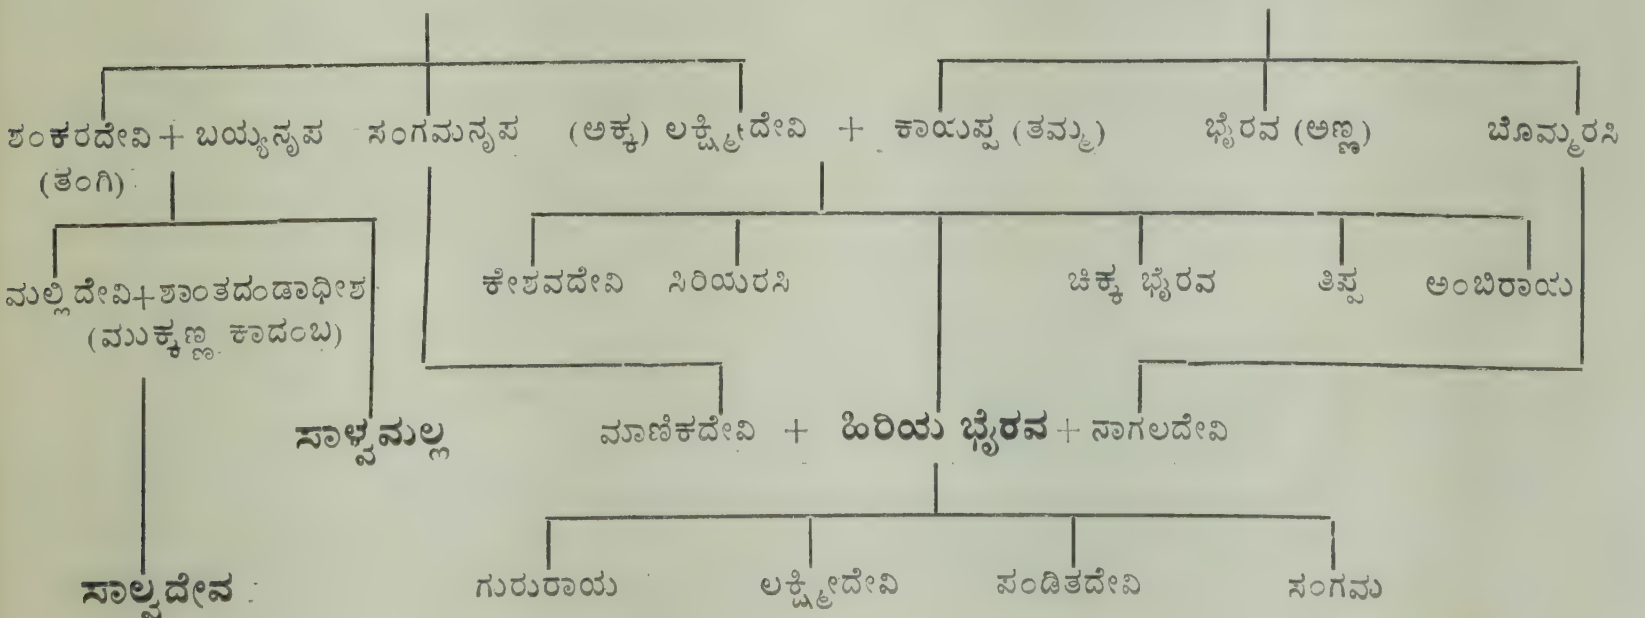 ಶಂಕರದೇವಿ + ಬಯ್ಯನೃಪ ಸಂಗಮನೃಪ (ಅಕ್ಕ) ಲಕ್ಷ್ಮೀದೇವಿ + ಕಾಯಪ್ಪ (ತಮ್ಮ) ಭೈರವ (ಅಣ್ಣ) ಬೊಮ್ಮರಸಿ
(ತಂಗಿ)
ಕೇಶವದೇವಿ ಸಿರಿಯರಸಿ ಚಿಕ್ಕ ಭೈರವ ತಿಪ್ಪ ಅಂಬಿರಾಯ
ಮಲ್ಲಿದೇವಿ+ಶಾಂತದಂಡಾಧೀಶ
(ಮುಕ್ಕಣ್ಣ ಕಾದಂಬ)
ಸಾಳ್ವಮಲ್ಲ ಮಾಣಿಕದೇವಿ + ಹಿರಿಯ ಭೈರವ + ನಾಗಲದೇವಿ
ಸಾಲ್ವದೇವ ಗುರುರಾಯ ಲಕ್ಷ್ಮೀದೇವಿ ಪಂಡಿತದೇವಿ ಸಂಗಮ